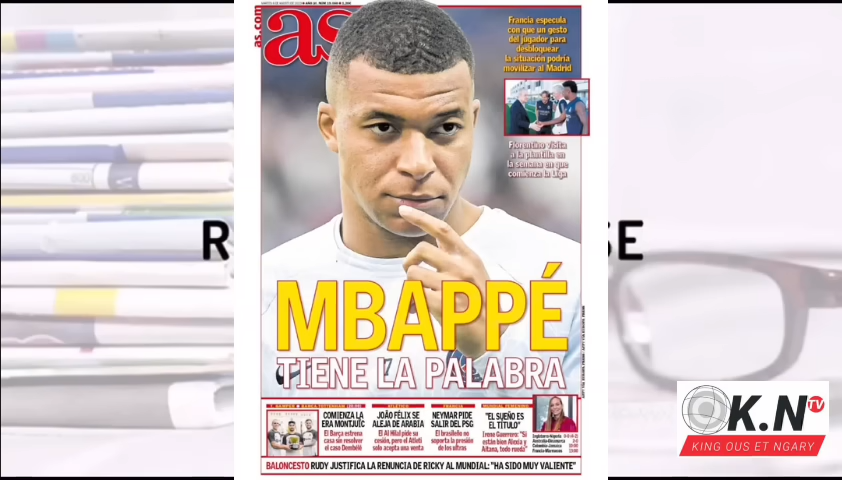 as.com
as
Francia especula
con que un gesto
del jugador para
desbloquear
la situación podría
movilizar al Madrid
Florentino visita
a la plantilla en
la semana en que
comienza la Liga
R
SE
MBAPPÉ
TIENE LA PALABRA
COMIENZA LA
ERA MONTJUÏC
El Barça estrena
casa sin resolver
el caso Dembélé
ATLÉTICO
JOÃO FÉLIX SE
ALEJA DE ARABIA
El Al Hilal pide su
cesión, pero el Atleti
solo acepta una venta
FRANCIA
NEYMAR PIDE
SALIR DEL PSG
El brasileño no
soporta la presión
de los ultras
"EL SUEÑO ES
EL TÍTULO"
Irene Guerrero: "Si
están bien Alexia y
Aitana, todo rueda"
BALONCESTO RUDY JUSTIFICA LA RENUNCIA DE RICKY AL MUNDIAL: "HA SIDO MUY VALIENTE"
K.N TV
KING OUS ET NGARY